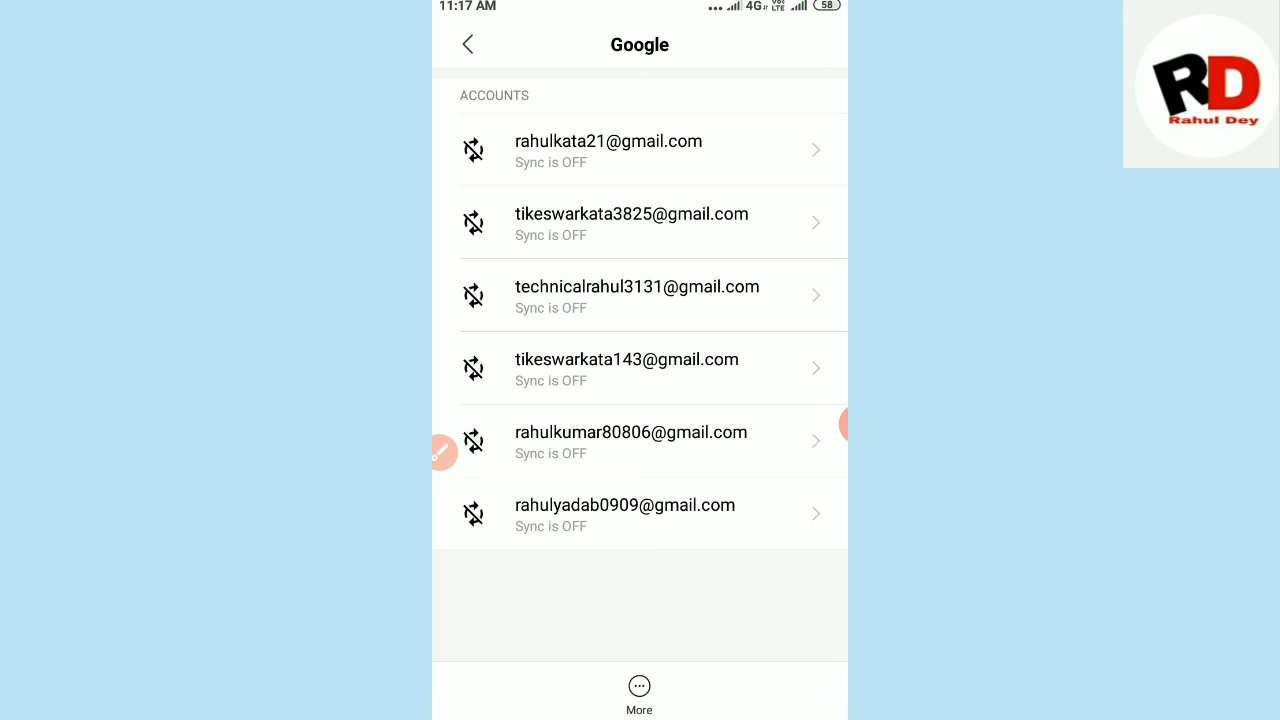 11:17 AM
4G
Vo
LTE
58
Google
ACCOUNTS
rahulkata21@gmail.com
Sync is OFF
tikeswarkata3825@gmail.com
Sync is OFF
technicalrahul3131@gmail.com
Sync is OFF
tikeswarkata143@gmail.com
Sync is OFF
rahulkumar80806@gmail.com
Sync is OFF
rahulyadab0909@gmail.com
Sync is OFF
More
RD
Rahul Dey